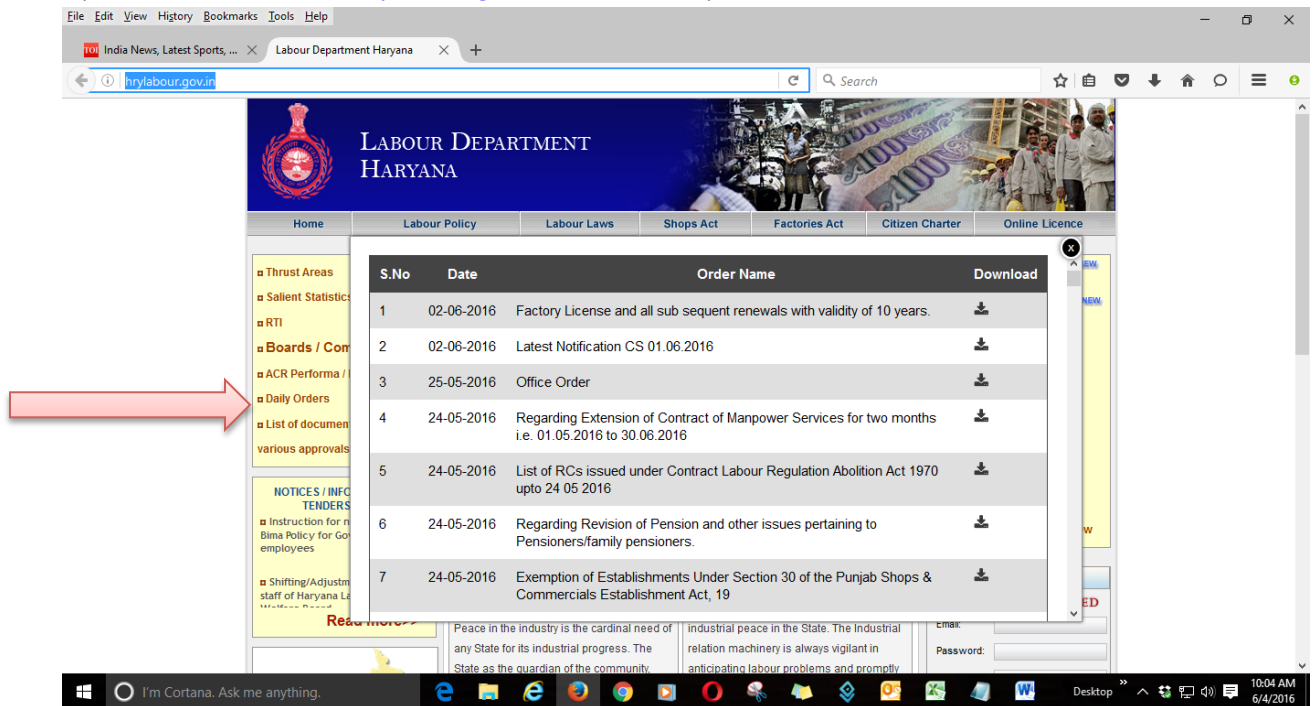 File Edit View History Bookmarks Tools Help
TOI India News, Latest Sports, ...
Labour Department Haryana
hrylabour.gov.in
Search
LABOUR DEPARTMENT
HARYANA
Home
Labour Policy
Labour Laws
Shops Act
Factories Act
Citizen Charter
Online Licence
Thrust Areas
Salient Statistics
RTI
Boards / Com
ACR Performa /
Daily Orders
List of documen
various approvals
NOTICES / INFO
TENDERS
Instruction for n
Bima Policy for Gov
employees
Shifting/Adjustm
staff of Haryana La
Read more>>
X
S.No Date Order Name Download
1 02-06-2016 Factory License and all sub sequent renewals with validity of 10 years.
2 02-06-2016 Latest Notification CS 01.06.2016
3 25-05-2016 Office Order
4 24-05-2016 Regarding Extension of Contract of Manpower Services for two months
i.e. 01.05.2016 to 30.06.2016
5 24-05-2016 List of RCs issued under Contract Labour Regulation Abolition Act 1970
upto 24 05 2016
6 24-05-2016 Regarding Revision of Pension and other issues pertaining to
Pensioners/family pensioners.
7 24-05-2016 Exemption of Establishments Under Section 30 of the Punjab Shops &
Commercials Establishment Act, 19
EW
NEW
w
ED
Peace in the industry is the cardinal need of
any State for its industrial progress. The
State as the guardian of the community,
industrial peace in the State. The Industrial
relation machinery is always vigilant in
anticipating labour problems and promptly
Email:
Password:
I'm Cortana. Ask me anything.
Desktop
10:04 AM
6/4/2016